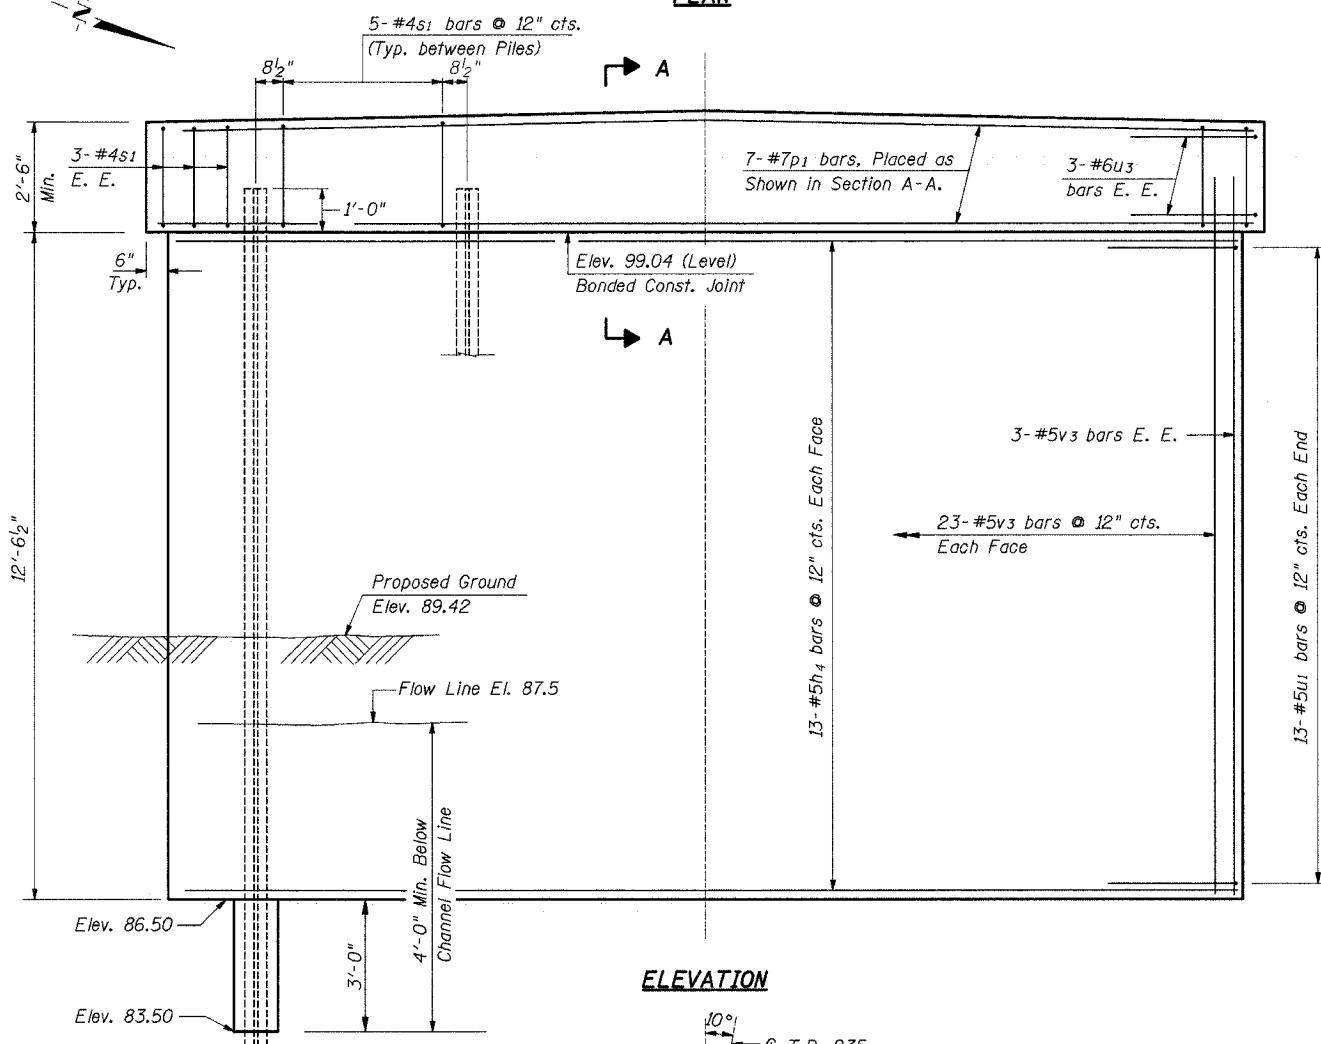 PLAN
N
5-#4s1 bars @ 12" cts.
(Typ. between Piles)
8½"
8½"
A
2'-6"
Min.
3-#4s1
E. E.
1'-0"
7-#7p1 bars, Placed as
Shown in Section A-A.
3-#6u3
bars E. E.
6"
Typ.
Elev. 99.04 (Level)
Bonded Const. Joint
A
12'-6½"
13-#5h4 bars @ 12" cts. Each Face
3-#5v3 bars E. E.
23-#5v3 bars @ 12" cts.
Each Face
13-#5u1 bars @ 12" cts. Each End
Proposed Ground
Elev. 89.42
Flow Line El. 87.5
4'-0" Min. Below
Channel Flow Line
Elev. 86.50
3'-0"
Elev. 83.50
ELEVATION
10°